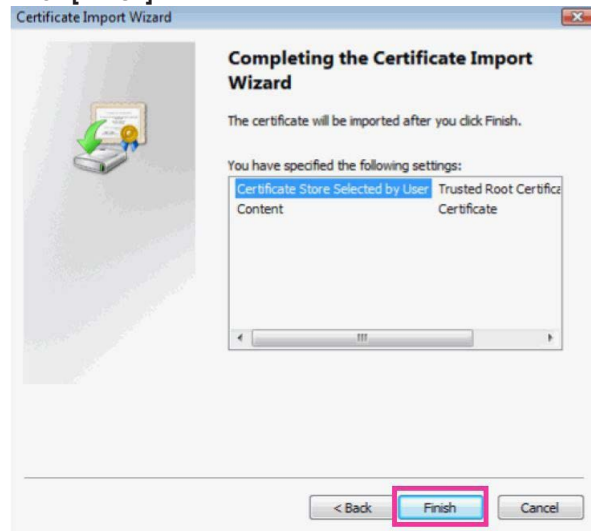 Certificate Import Wizard
Completing the Certificate Import
Wizard
The certificate will be imported after you click Finish.
You have specified the following settings:
Certificate Store Selected by User Trusted Root Certifica
Content Certificate
< Back Finish Cancel